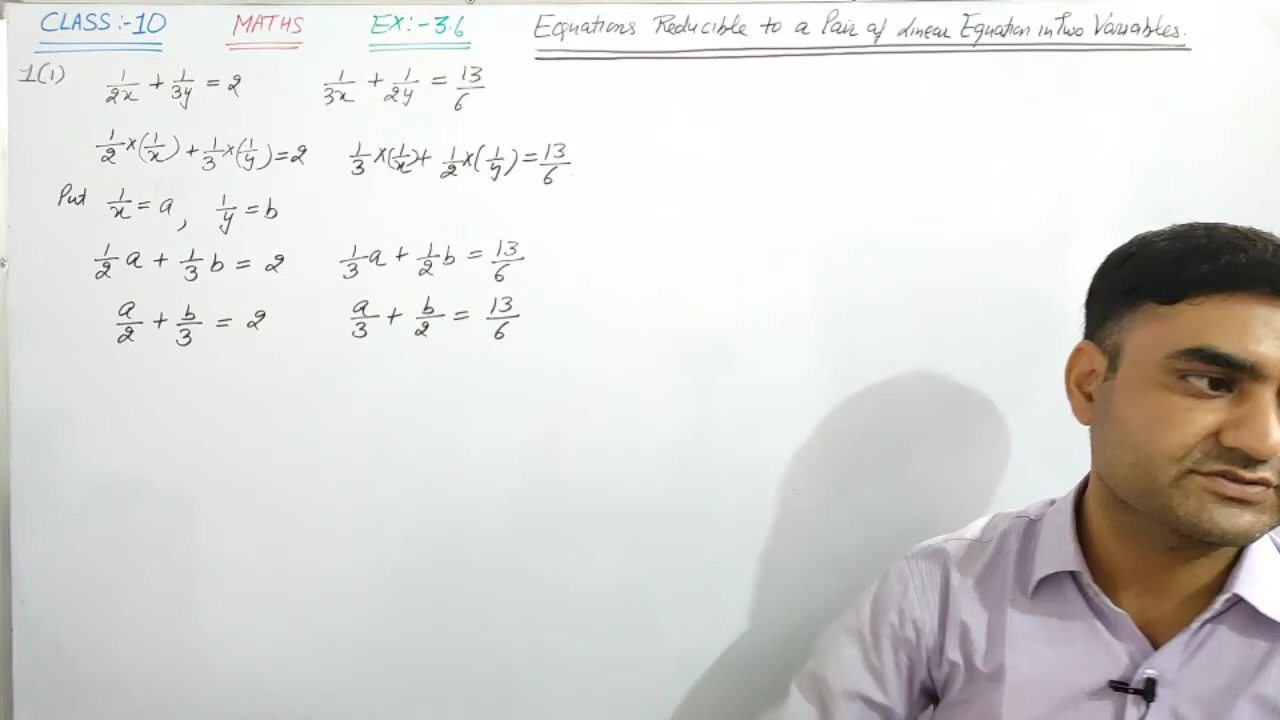 CLASS:-10 MATHS EX:-3.6 Equations Reducible to a Pair of Linear Equation in Two Variables.
1(i) 1/2x + 1/3y = 2 1/3x + 1/2y = 13/6
1/2 × (1/x) + 1/3 × (1/y) = 2 1/3 × (1/x) + 1/2 × (1/y) = 13/6
Put 1/x = a, 1/y = b
1/2 a + 1/3 b = 2 1/3 a + 1/2 b = 13/6
a/2 + b/3 = 2 a/3 + b/2 = 13/6